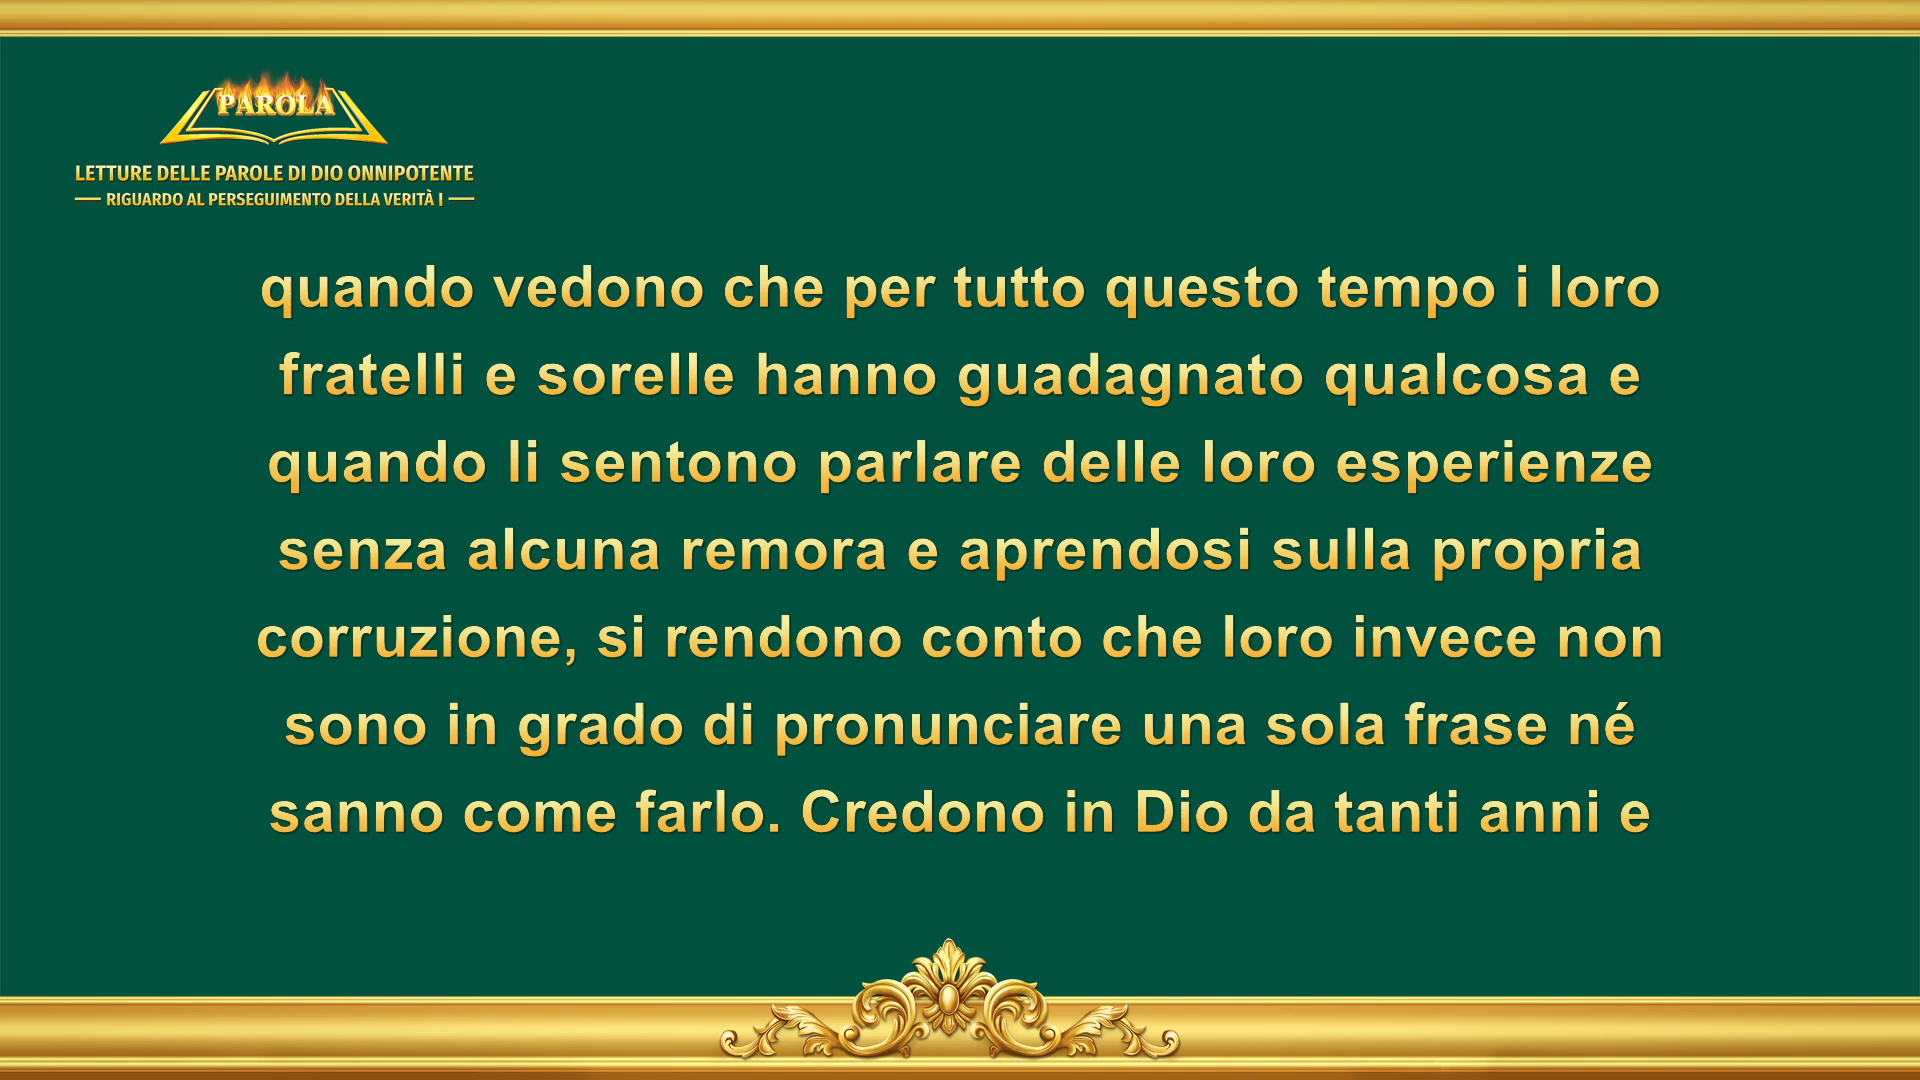 PAROLA
LETTURE DELLE PAROLE DI DIO ONNIPOTENTE
RIGUARDO AL PERSEGUIMENTO DELLA VERITÀ I
quando vedono che per tutto questo tempo i loro
fratelli e sorelle hanno guadagnato qualcosa e
quando li sentono parlare delle loro esperienze
senza alcuna remora e aprendosi sulla propria
corruzione, si rendono conto che loro invece non
sono in grado di pronunciare una sola frase né
sanno come farlo. Credono in Dio da tanti anni e